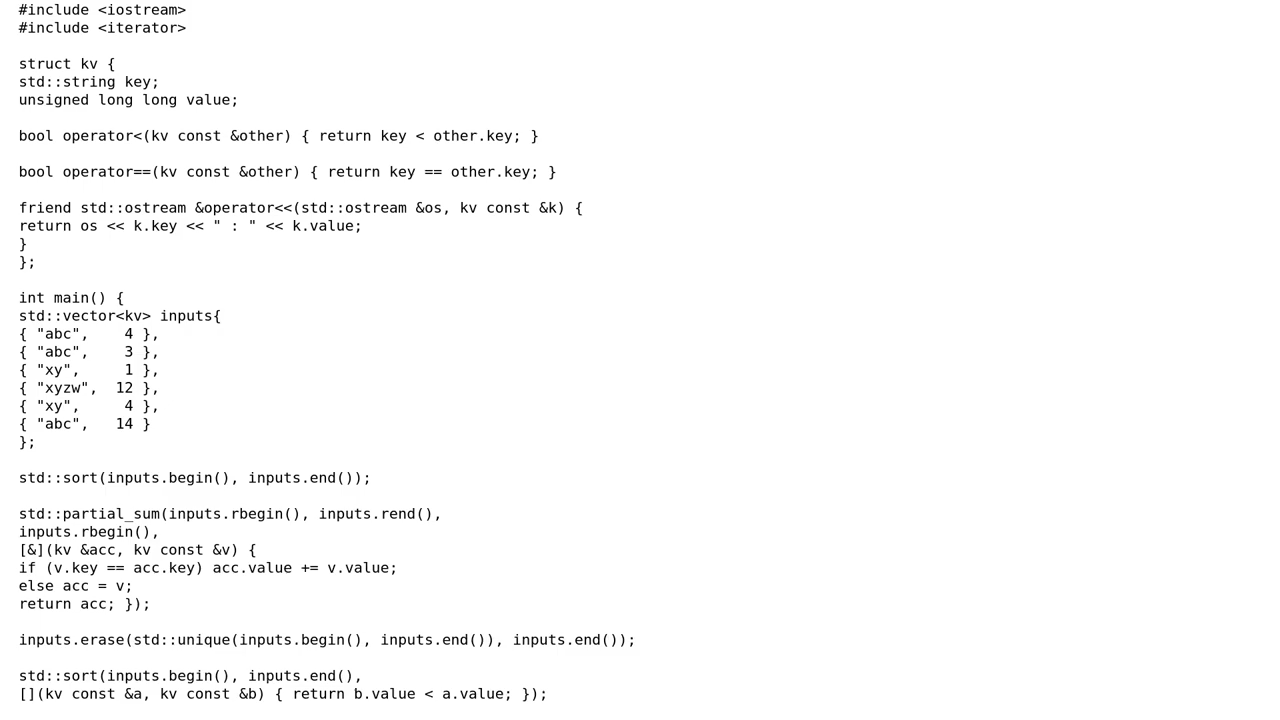 #include <iostream>
#include <iterator>

struct kv {
std::string key;
unsigned long long value;

bool operator<(kv const &other) { return key < other.key; }

bool operator==(kv const &other) { return key == other.key; }

friend std::ostream &operator<<(std::ostream &os, kv const &k) {
return os << k.key << " : " << k.value;
}
};

int main() {
std::vector<kv> inputs{
{ "abc",    4 },
{ "abc",    3 },
{ "xy",     1 },
{ "xyzw",  12 },
{ "xy",     4 },
{ "abc",   14 }
};

std::sort(inputs.begin(), inputs.end());

std::partial_sum(inputs.rbegin(), inputs.rend(),
inputs.rbegin(),
[&](kv &acc, kv const &v) {
if (v.key == acc.key) acc.value += v.value;
else acc = v;
return acc; });

inputs.erase(std::unique(inputs.begin(), inputs.end()), inputs.end());

std::sort(inputs.begin(), inputs.end(),
[](kv const &a, kv const &b) { return b.value < a.value; });